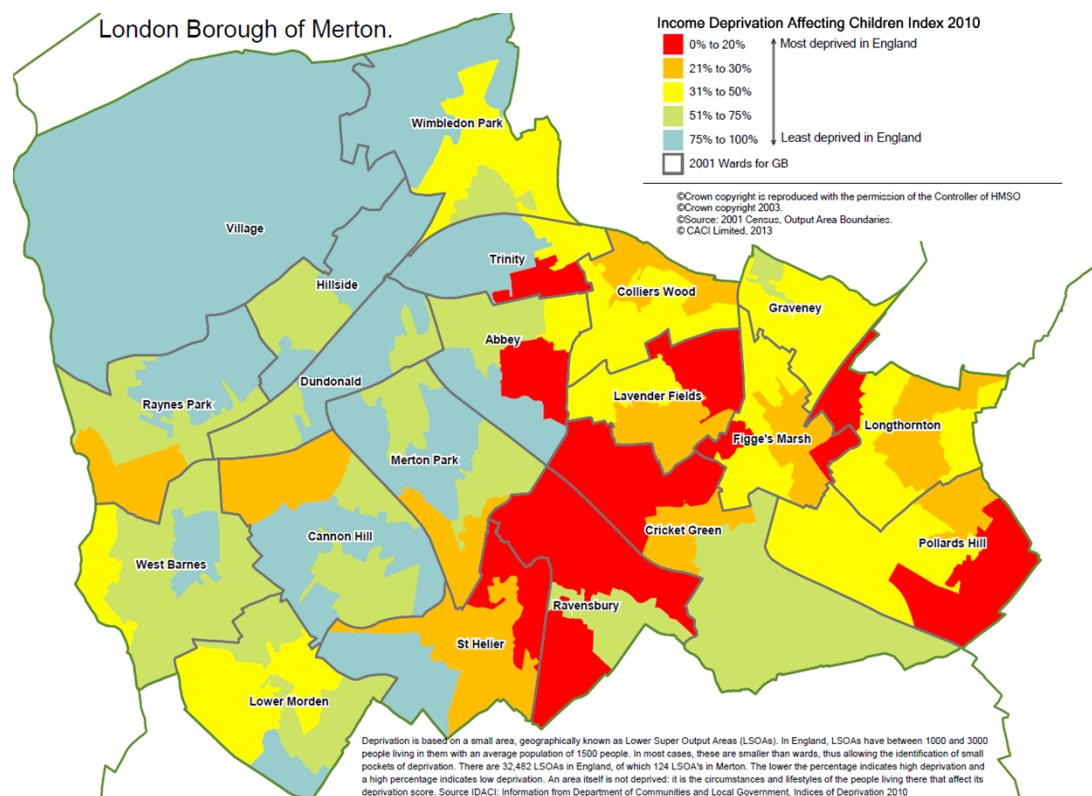 London Borough of Merton.
Income Deprivation Affecting Children Index 2010
0% to 20%
Most deprived in England
21% to 30%
31% to 50%
51% to 75%
75% to 100%
Least deprived in England
2001 Wards for GB
©Crown copyright is reproduced with the permission of the Controller of HMSO
©Crown copyright 2003.
©Source: 2001 Census, Output Area Boundaries.
© CACI Limited, 2013
Wimbledon Park
Village
Trinity
Hillside
Colliers Wood
Graveney
Abbey
Dundonald
Raynes Park
Lavender Fields
Longthornton
Figge's Marsh
Merton Park
Cricket Green
Cannon Hill
Pollards Hill
West Barnes
Ravensbury
St Helier
Lower Morden
Deprivation is based on a small area, geographically known as Lower Super Output Areas (LSOAs). In England, LSOAs have between 1000 and 3000
people living in them with an average population of 1500 people. In most cases, these are smaller than wards, thus allowing the identification of small
pockets of deprivation. There are 32,482 LSOAs in England, of which 124 LSOA's in Merton. The lower the percentage indicates high deprivation and
a high percentage indicates low deprivation. An area itself is not deprived: it is the circumstances and lifestyles of the people living there that affect its
deprivation score. Source IDACI: Information from Department of Communities and Local Government, Indices of Deprivation 2010